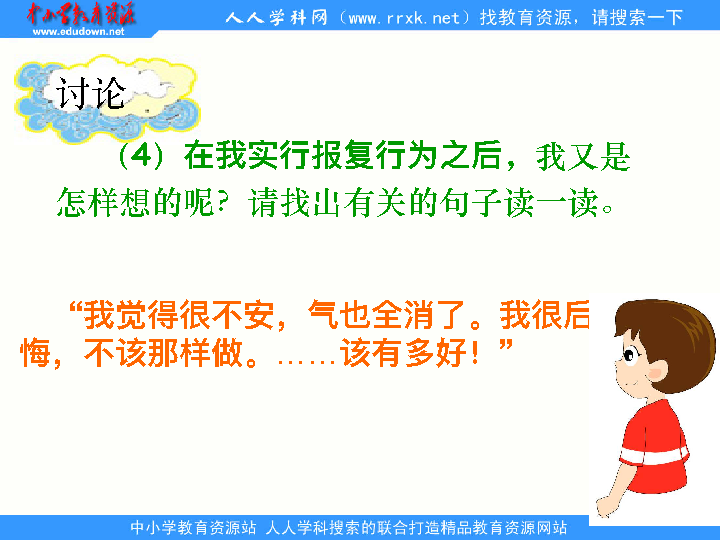 中小学教育资源
www.edudown.net
人人学科网（www.rrxk.net）找教育资源，请搜索一下
讨论
（4）在我实行报复行为之后，我又是
怎样想的呢？请找出有关的句子读一读。
“我觉得很不安，气也全消了。我很后
悔，不该那样做。……该有多好！”
中小学教育资源站 人人学科搜索的联合打造精品教育资源网站